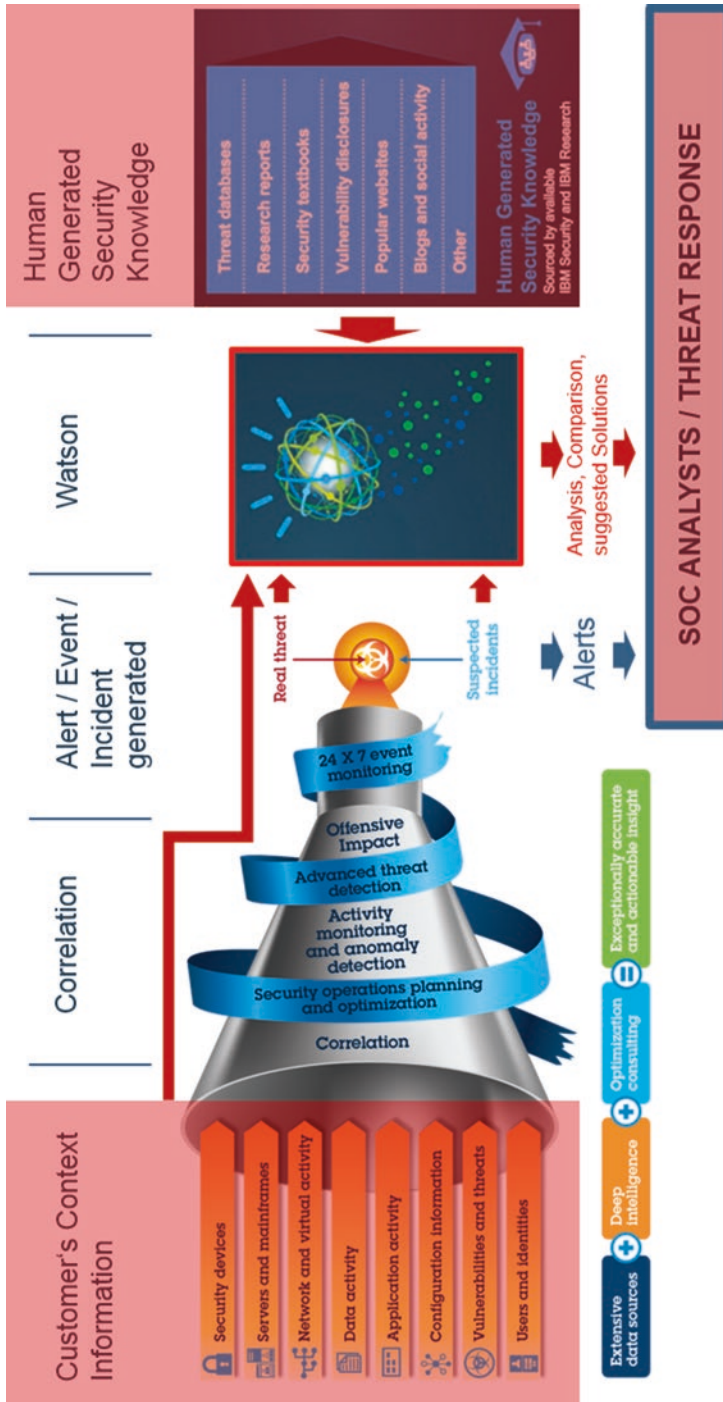 Customer's Context
Information
Correlation
Alert / Event /
Incident
generated
Watson
Human
Generated
Security
Knowledge
Security devices
Servers and mainframes
Network and virtual activity
Data activity
Application activity
Configuration information
Vulnerabilities and threats
Users and identities
Correlation
Security operations planning
and optimization
Activity
monitoring
and anomaly
detection
Advanced threat
detection
Offensive
Impact
24 X 7 event
monitoring
Real threat
Suspected
incidents
Threat databases
Research reports
Security textbooks
Vulnerability disclosures
Popular websites
Blogs and social activity
Other
Human Generated
Security Knowledge
Sourced by available
IBM Security and IBM Research
Alerts
Analysis, Comparison,
suggested Solutions
Extensive
data sources
+
Deep
intelligence
+
Optimization
consulting
=
Exceptionally accurate
and actionable insight
SOC ANALYSTS / THREAT RESPONSE